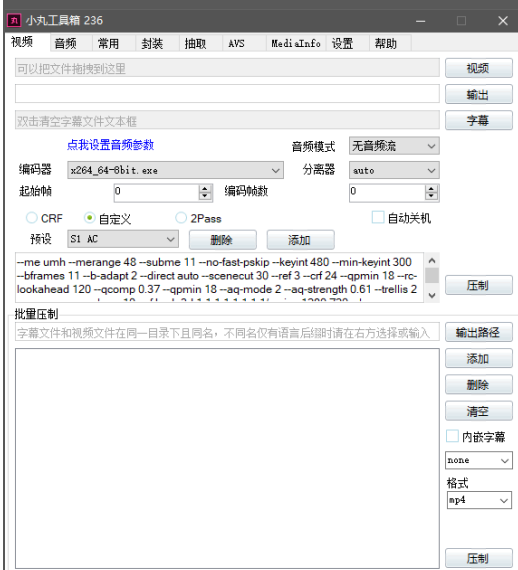 小丸工具箱 236
视频 音频 常用 封装 抽取 AVS MediaInfo 设置 帮助
可以把文件拖拽到这里 视频
输出
双击清空字幕文件文本框 字幕
点我设置音频参数 音频模式 无音频流
编码器 x264_64-8bit.exe 分离器 auto
起始帧 0 编码帧数 0
CRF 自定义 2Pass 自动关机
预设 S1 AC 删除 添加
--me umh --merange 48 --subme 11 --no-fast-pskip --keyint 480 --min-keyint 300
--bframes 11 --b-adapt 2 --direct auto --scenecut 30 --ref 3 --crf 24 --qpmin 18 --rc-
lookahead 120 --qcomp 0.37 --qpmin 18 --aq-mode 2 --aq-strength 0.61 --trellis 2
压制
批量压制
字幕文件和视频文件在同一目录下且同名，不同名仅有语言后缀时请在右方选择或输入 输出路径
添加
删除
清空
内嵌字幕
none
格式
mp4
压制